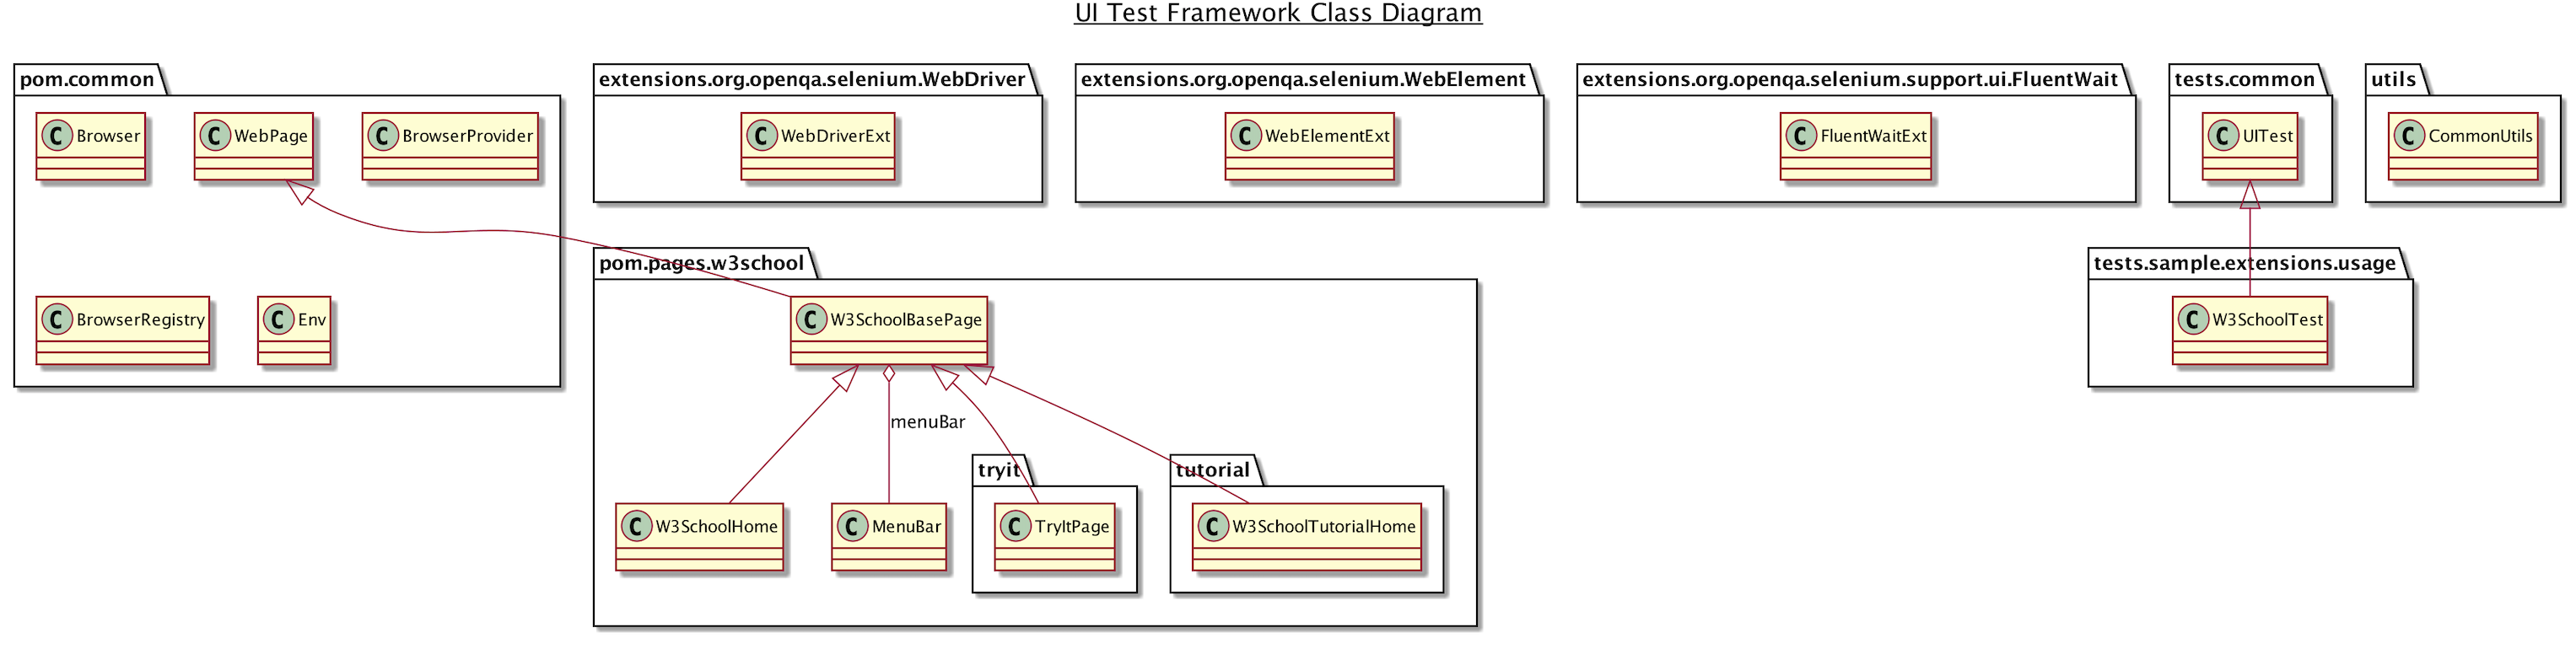 UI Test Framework Class Diagram
pom.common
C Browser
C WebPage
C BrowserProvider
C BrowserRegistry
C Env
extensions.org.openqa.selenium.WebDriver
C WebDriverExt
extensions.org.openqa.selenium.WebElement
C WebElementExt
extensions.org.openqa.selenium.support.ui.FluentWait
C FluentWaitExt
tests.common
C UITest
utils
C CommonUtils
pom.pages.w3school
C W3SchoolBasePage
menuBar
C W3SchoolHome
C MenuBar
tryit
C TryItPage
tutorial
C W3SchoolTutorialHome
tests.sample.extensions.usage
C W3SchoolTest